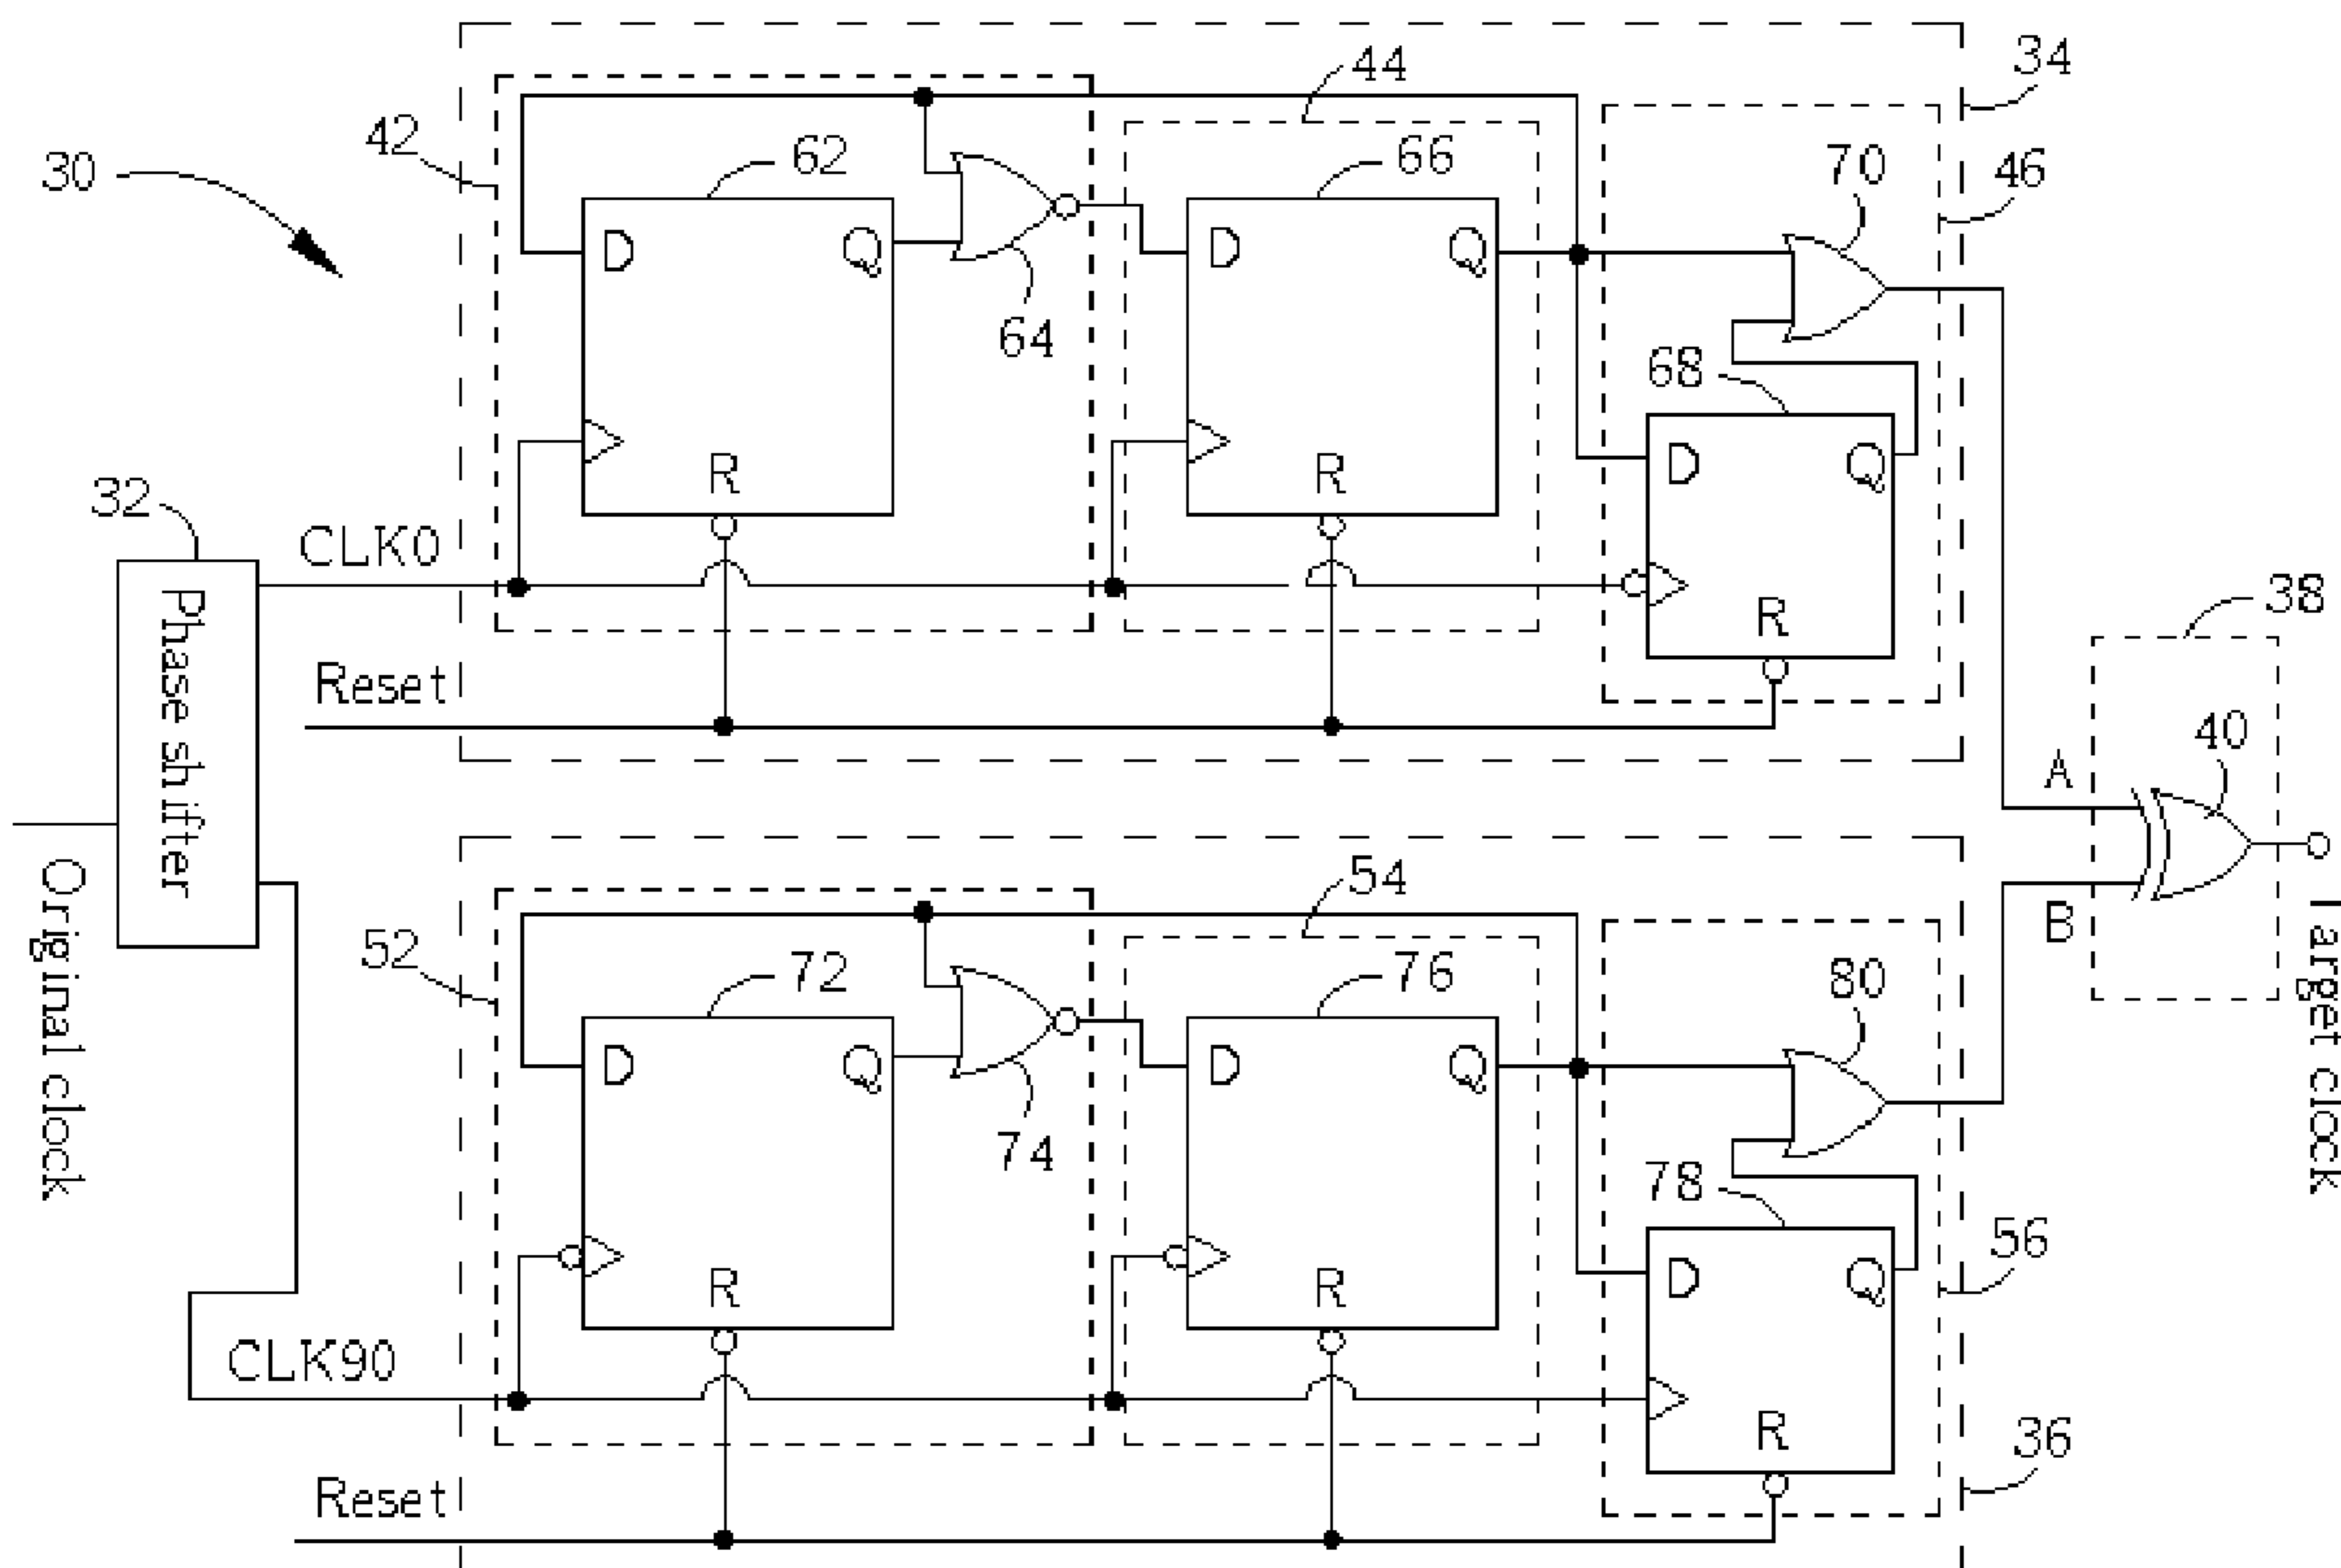 34
44
42
62
66
70
46
30
D
Q
D
Q
64
68
D
Q
32
R
R
CLK0
R
38
Phase shifter
Reset
40
A
54
B
52
72
76
80
Original clock
Target clock
D
Q
D
Q
74
78
D
Q
56
R
R
CLK90
R
36
Reset